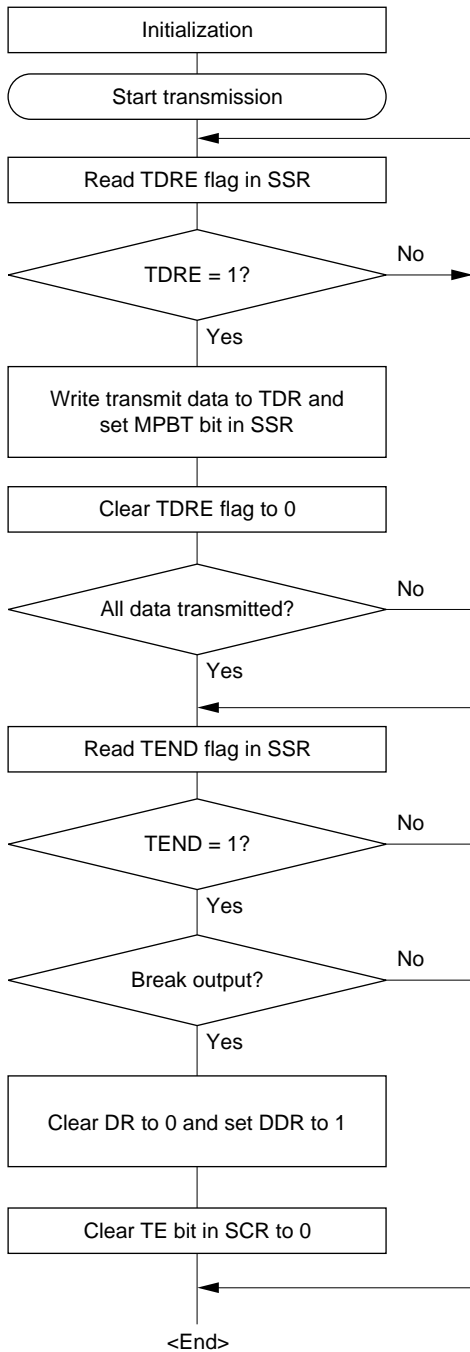 Initialization
Start transmission
Read TDRE flag in SSR
TDRE = 1?
No
Yes
Write transmit data to TDR and
set MPBT bit in SSR
Clear TDRE flag to 0
All data transmitted?
No
Yes
Read TEND flag in SSR
TEND = 1?
No
Yes
Break output?
No
Yes
Clear DR to 0 and set DDR to 1
Clear TE bit in SCR to 0
<End>